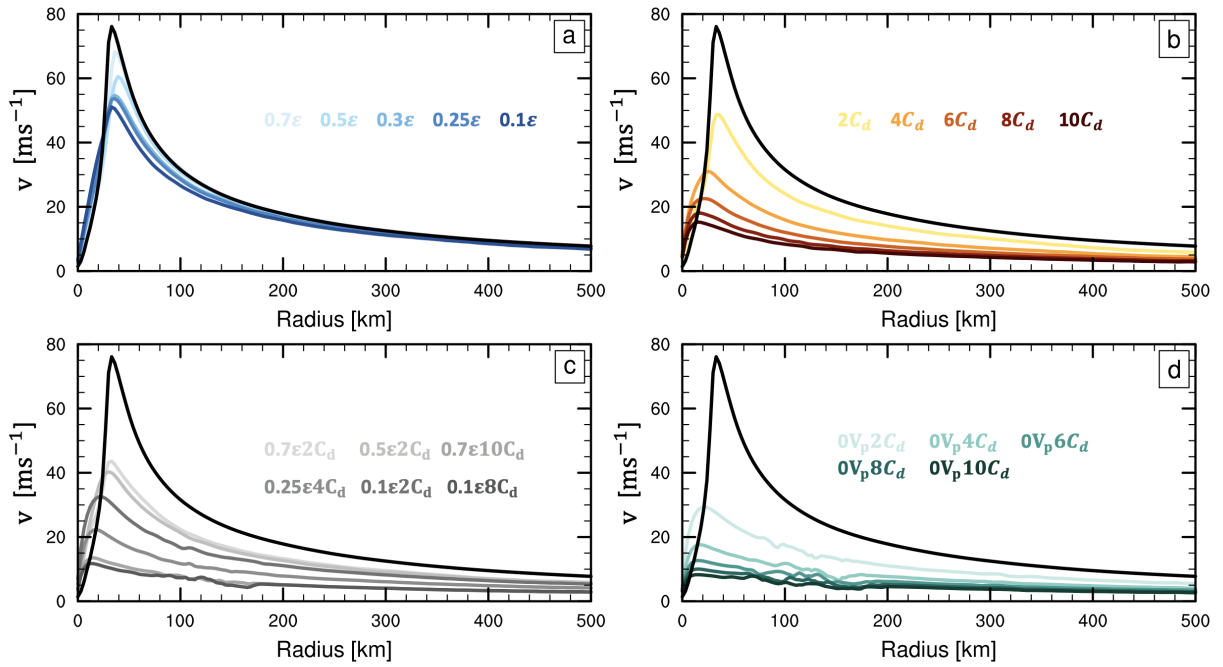 a
80
60
40
20
0
v [ms⁻¹]
0.7ε 0.5ε 0.3ε 0.25ε 0.1ε
0 100 200 300 400 500
Radius [km]
b
80
60
40
20
0
v [ms⁻¹]
2C_d 4C_d 6C_d 8C_d 10C_d
0 100 200 300 400 500
Radius [km]
c
80
60
40
20
0
v [ms⁻¹]
0.7ε2C_d 0.5ε2C_d 0.7ε10C_d
0.25ε4C_d 0.1ε2C_d 0.1ε8C_d
0 100 200 300 400 500
Radius [km]
d
80
60
40
20
0
v [ms⁻¹]
0V_p2C_d 0V_p4C_d 0V_p6C_d
0V_p8C_d 0V_p10C_d
0 100 200 300 400 500
Radius [km]